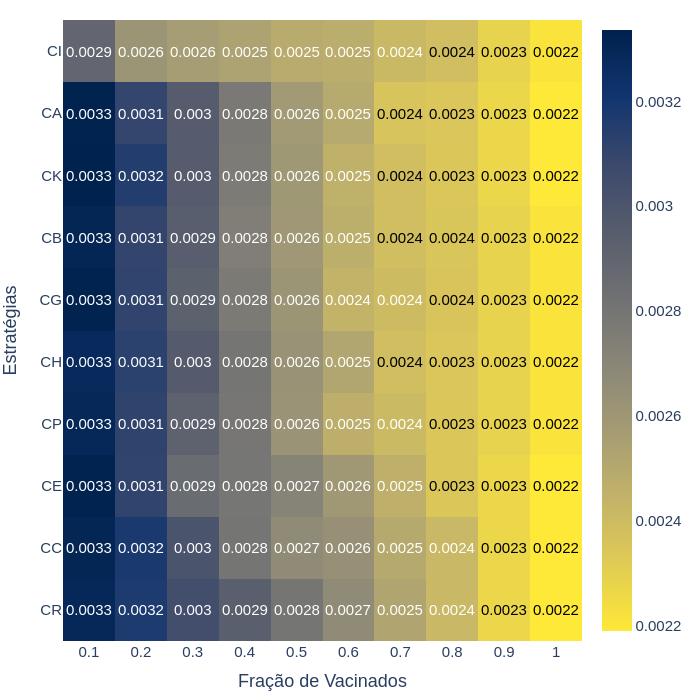 CI 0.0029 0.0026 0.0026 0.0025 0.0025 0.0025 0.0024 0.0024 0.0023 0.0022
CA 0.0033 0.0031 0.003 0.0028 0.0026 0.0025 0.0024 0.0023 0.0023 0.0022
CK 0.0033 0.0032 0.003 0.0028 0.0026 0.0025 0.0024 0.0023 0.0023 0.0022
CB 0.0033 0.0031 0.0029 0.0028 0.0026 0.0025 0.0024 0.0024 0.0023 0.0022
CG 0.0033 0.0031 0.0029 0.0028 0.0026 0.0024 0.0024 0.0024 0.0023 0.0022
CH 0.0033 0.0031 0.003 0.0028 0.0026 0.0025 0.0024 0.0023 0.0023 0.0022
CP 0.0033 0.0031 0.0029 0.0028 0.0026 0.0025 0.0024 0.0023 0.0023 0.0022
CE 0.0033 0.0031 0.0029 0.0028 0.0027 0.0026 0.0025 0.0023 0.0023 0.0022
CC 0.0033 0.0032 0.003 0.0028 0.0027 0.0026 0.0025 0.0024 0.0023 0.0022
CR 0.0033 0.0032 0.003 0.0029 0.0028 0.0027 0.0025 0.0024 0.0023 0.0022
0.1 0.2 0.3 0.4 0.5 0.6 0.7 0.8 0.9 1
Fração de Vacinados
Estratégias
0.0032
0.003
0.0028
0.0026
0.0024
0.0022